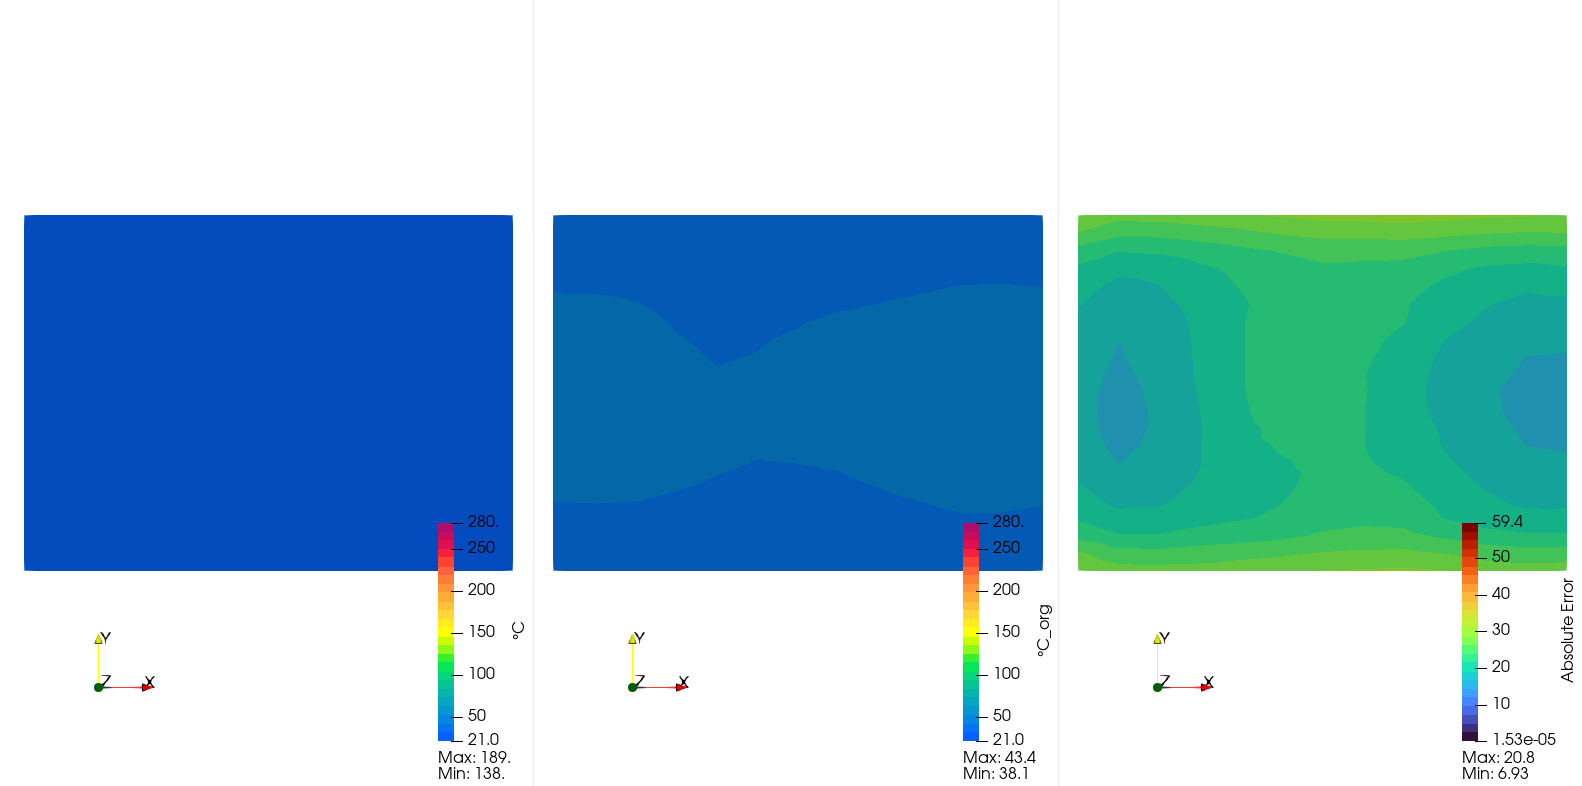 280.
250
200
150
100
50
21.0
°C
Max: 189.
Min: 138.
Y
Z
X
280.
250
200
150
100
50
21.0
°C_org
Max: 43.4
Min: 38.1
Y
Z
X
59.4
50
40
30
20
10
1.53e-05
Absolute Error
Max: 20.8
Min: 6.93
Y
Z
X